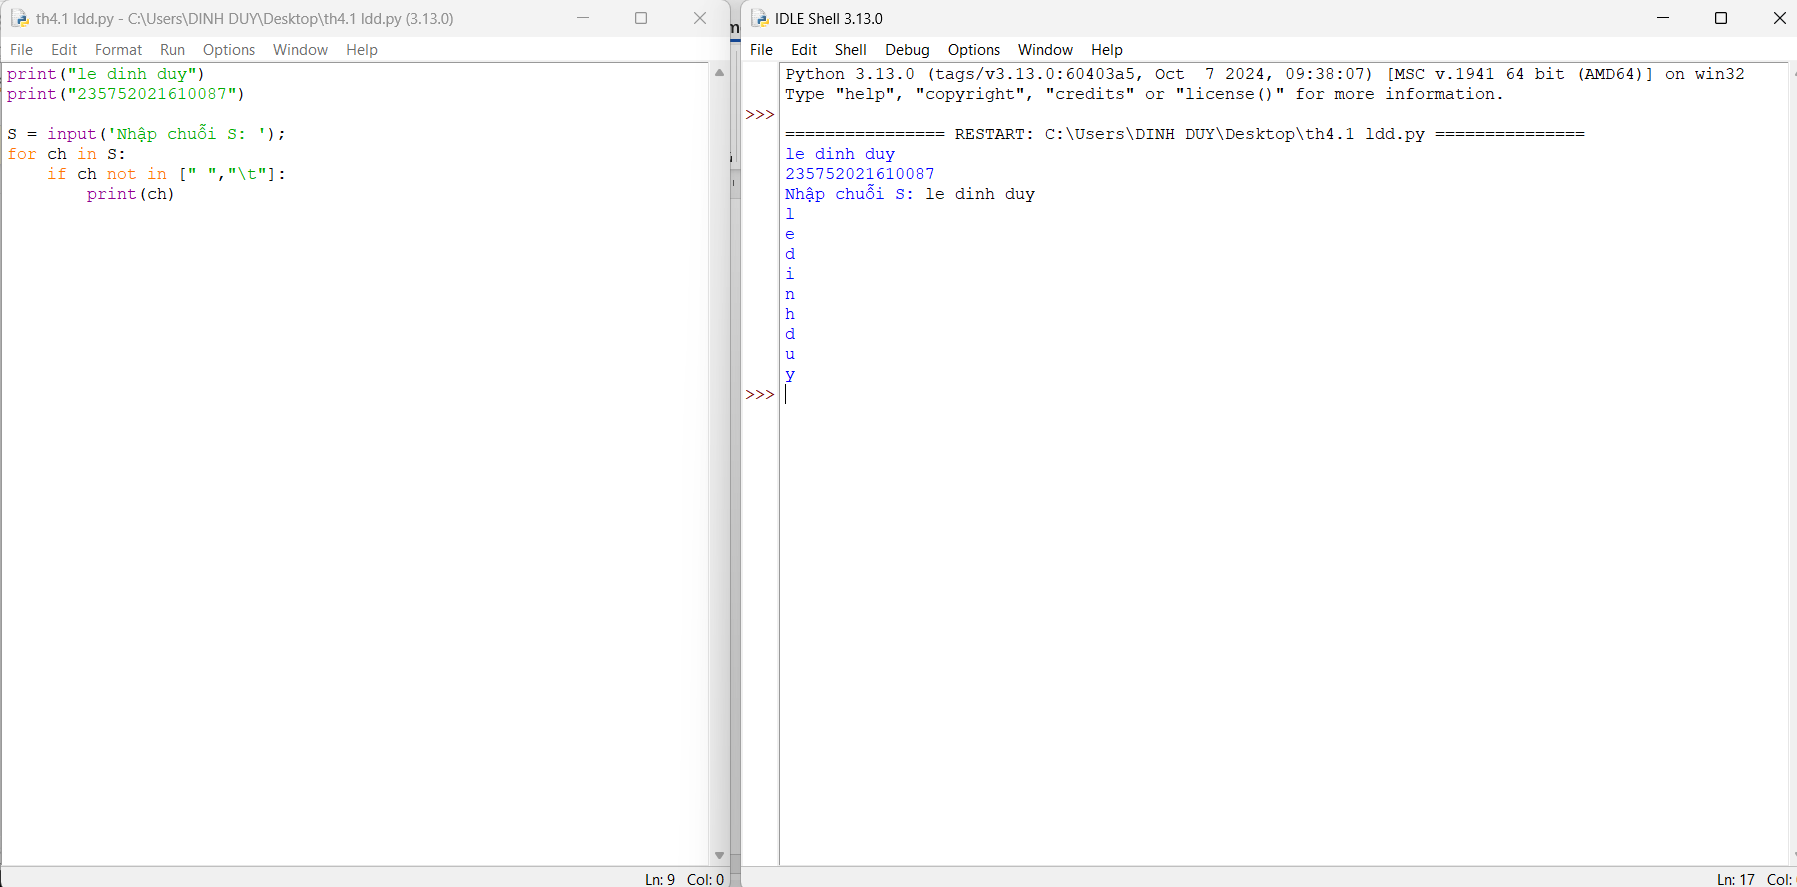 th4.1 ldd.py - C:\Users\DINH DUY\Desktop\th4.1 ldd.py (3.13.0)
File Edit Format Run Options Window Help
print("le dinh duy")
print("235752021610087")
S = input('Nhập chuỗi S: ');
for ch in S:
    if ch not in [" ","\t"]:
        print(ch)
Ln: 9 Col: 0
IDLE Shell 3.13.0
File Edit Shell Debug Options Window Help
Python 3.13.0 (tags/v3.13.0:60403a5, Oct  7 2024, 09:38:07) [MSC v.1941 64 bit (AMD64)] on win32
Type "help", "copyright", "credits" or "license()" for more information.
>>>
================ RESTART: C:\Users\DINH DUY\Desktop\th4.1 ldd.py ===============
le dinh duy
235752021610087
Nhập chuỗi S: le dinh duy
l
e
d
i
n
h
d
u
y
>>>
Ln: 17 Col: